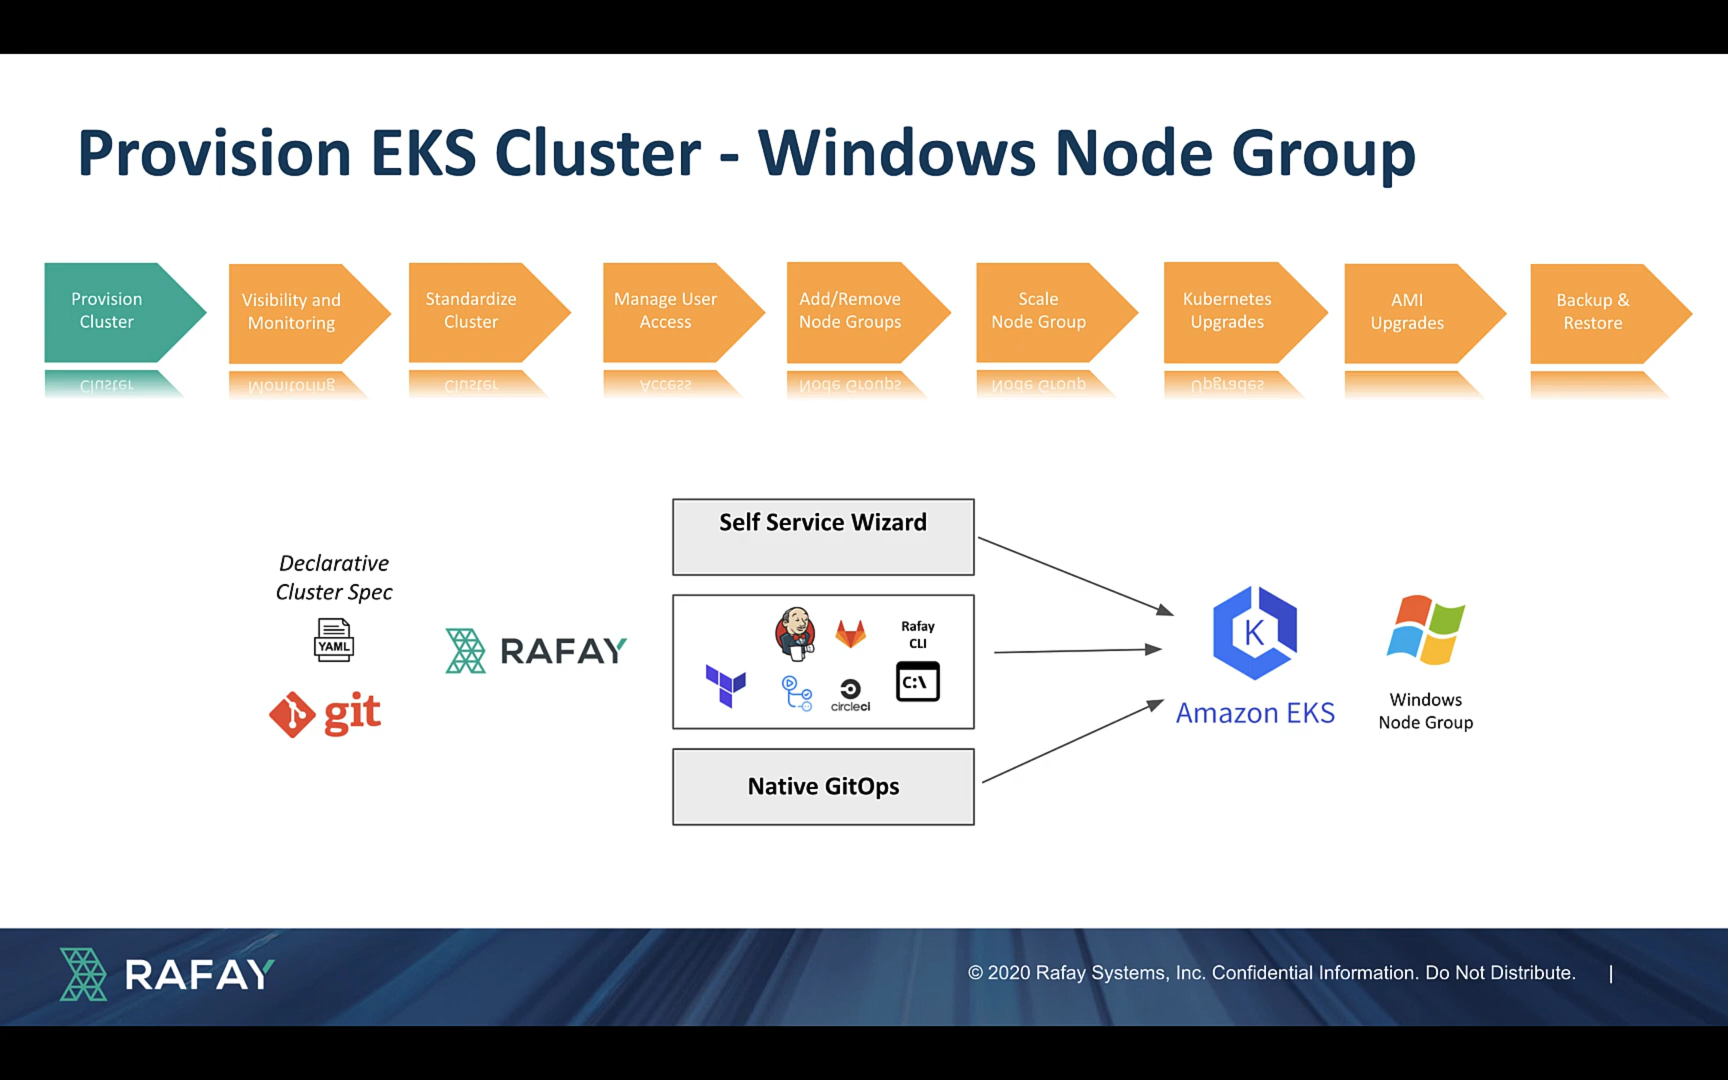 Provision EKS Cluster - Windows Node Group
Provision
Cluster
Visibility and
Monitoring
Standardize
Cluster
Manage User
Access
Add/Remove
Node Groups
Scale
Node Group
Kubernetes
Upgrades
AMI
Upgrades
Backup &
Restore
Declarative
Cluster Spec
YAML
git
RAFAY
Self Service Wizard
Rafay
CLI
C:\
circleci
Native GitOps
K
Amazon EKS
Windows
Node Group
RAFAY
© 2020 Rafay Systems, Inc. Confidential Information. Do Not Distribute. |